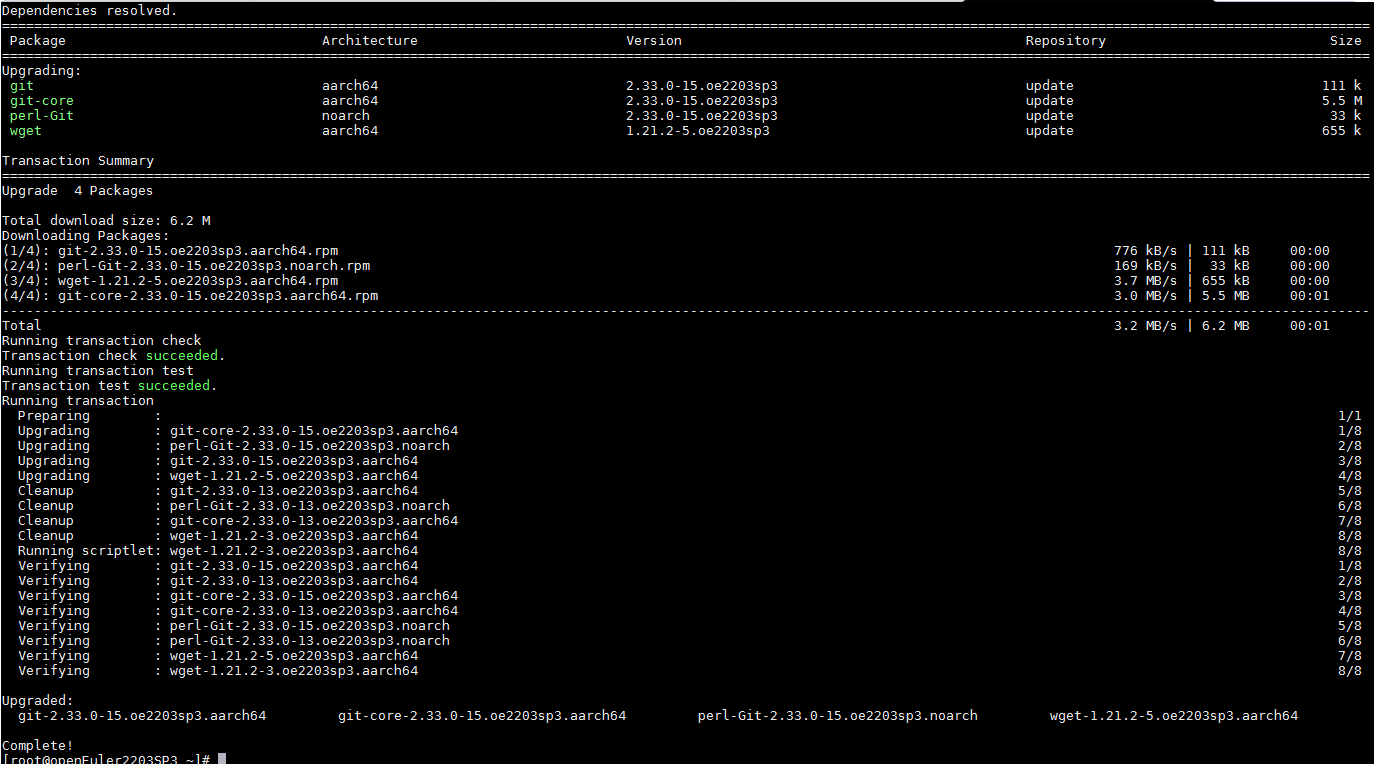 Dependencies resolved.
================================================================================
Package Architecture Version Repository Size
================================================================================
Upgrading:
git aarch64 2.33.0-15.oe2203sp3 update 111 k
git-core aarch64 2.33.0-15.oe2203sp3 update 5.5 M
perl-Git noarch 2.33.0-15.oe2203sp3 update 33 k
wget aarch64 1.21.2-5.oe2203sp3 update 655 k
Transaction Summary
================================================================================
Upgrade  4 Packages
Total download size: 6.2 M
Downloading Packages:
(1/4): git-2.33.0-15.oe2203sp3.aarch64.rpm 776 kB/s | 111 kB 00:00
(2/4): perl-Git-2.33.0-15.oe2203sp3.noarch.rpm 169 kB/s |  33 kB 00:00
(3/4): wget-1.21.2-5.oe2203sp3.aarch64.rpm 3.7 MB/s | 655 kB 00:00
(4/4): git-core-2.33.0-15.oe2203sp3.aarch64.rpm 3.0 MB/s | 5.5 MB 00:01
--------------------------------------------------------------------------------
Total 3.2 MB/s | 6.2 MB 00:01
Running transaction check
Transaction check succeeded.
Running transaction test
Transaction test succeeded.
Running transaction
Preparing : 1/1
Upgrading : git-core-2.33.0-15.oe2203sp3.aarch64 1/8
Upgrading : perl-Git-2.33.0-15.oe2203sp3.noarch 2/8
Upgrading : git-2.33.0-15.oe2203sp3.aarch64 3/8
Upgrading : wget-1.21.2-5.oe2203sp3.aarch64 4/8
Cleanup : git-2.33.0-13.oe2203sp3.aarch64 5/8
Cleanup : perl-Git-2.33.0-13.oe2203sp3.noarch 6/8
Cleanup : git-core-2.33.0-13.oe2203sp3.aarch64 7/8
Cleanup : wget-1.21.2-3.oe2203sp3.aarch64 8/8
Running scriptlet: wget-1.21.2-3.oe2203sp3.aarch64 8/8
Verifying : git-2.33.0-15.oe2203sp3.aarch64 1/8
Verifying : git-2.33.0-13.oe2203sp3.aarch64 2/8
Verifying : git-core-2.33.0-15.oe2203sp3.aarch64 3/8
Verifying : git-core-2.33.0-13.oe2203sp3.aarch64 4/8
Verifying : perl-Git-2.33.0-15.oe2203sp3.noarch 5/8
Verifying : perl-Git-2.33.0-13.oe2203sp3.noarch 6/8
Verifying : wget-1.21.2-5.oe2203sp3.aarch64 7/8
Verifying : wget-1.21.2-3.oe2203sp3.aarch64 8/8
Upgraded:
git-2.33.0-15.oe2203sp3.aarch64 git-core-2.33.0-15.oe2203sp3.aarch64 perl-Git-2.33.0-15.oe2203sp3.noarch wget-1.21.2-5.oe2203sp3.aarch64
Complete!
[root@openEuler2203SP3 ~]#